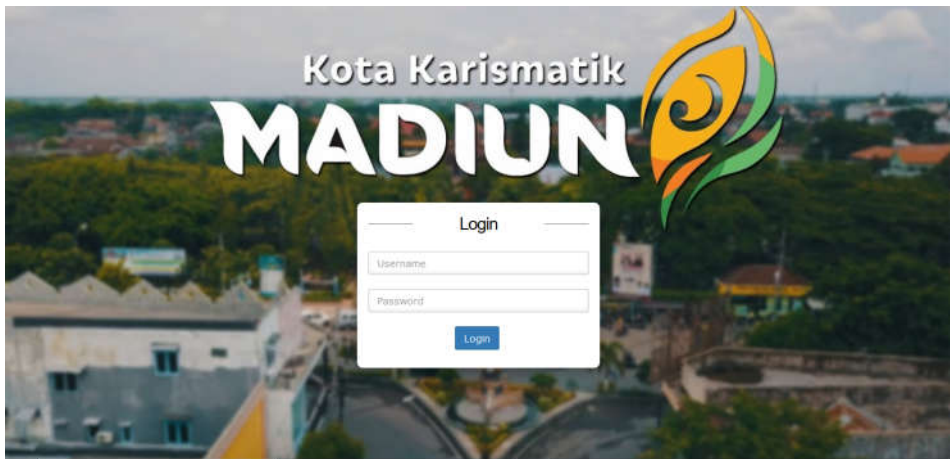 Kota Karismatik
MADIUN
Login
Username
Password
Login